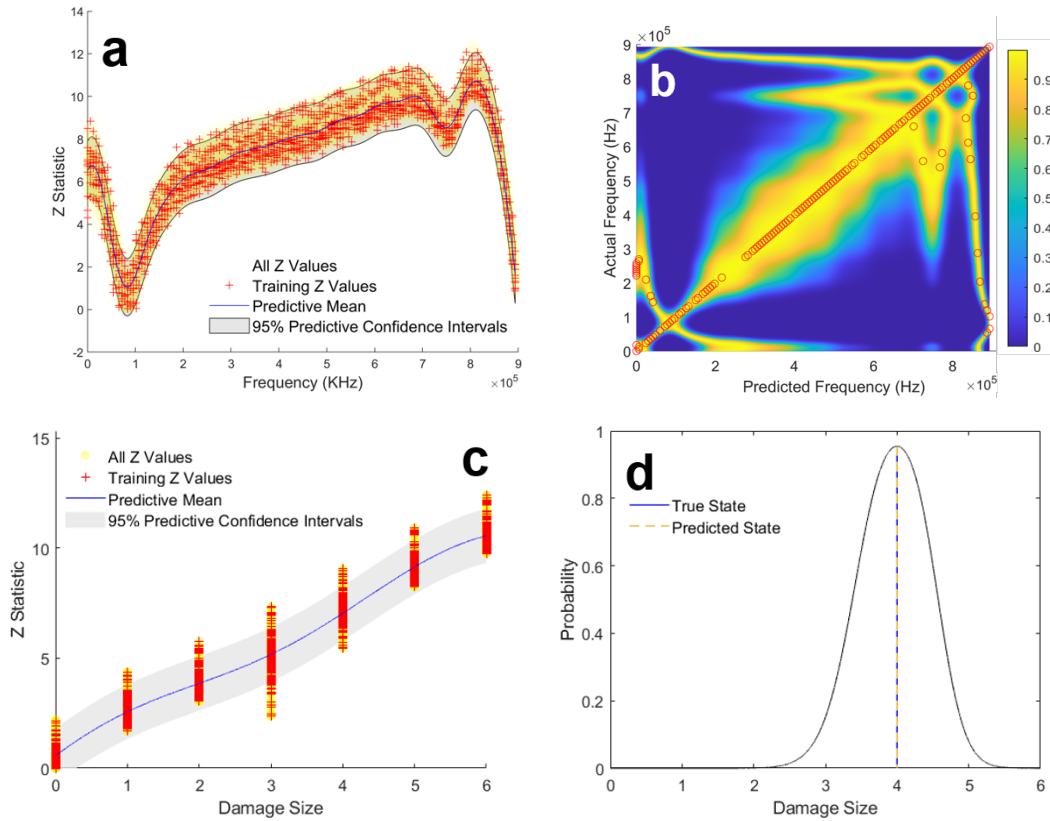 a
14
12
10
8
6
4
2
0
-2
Z Statistic
All Z Values
Training Z Values
Predictive Mean
95% Predictive Confidence Intervals
0 1 2 3 4 5 6 7 8 9
Frequency (KHz)
×10⁵
b
×10⁵
9
8
7
6
5
4
3
2
1
0
Actual Frequency (Hz)
0 2 4 6 8
Predicted Frequency (Hz)
×10⁵
0.9
0.8
0.7
0.6
0.5
0.4
0.3
0.2
0.1
0
c
15
10
5
0
Z Statistic
All Z Values
Training Z Values
Predictive Mean
95% Predictive Confidence Intervals
0 1 2 3 4 5 6
Damage Size
d
1
0.8
0.6
0.4
0.2
0
Probability
True State
Predicted State
0 1 2 3 4 5 6
Damage Size